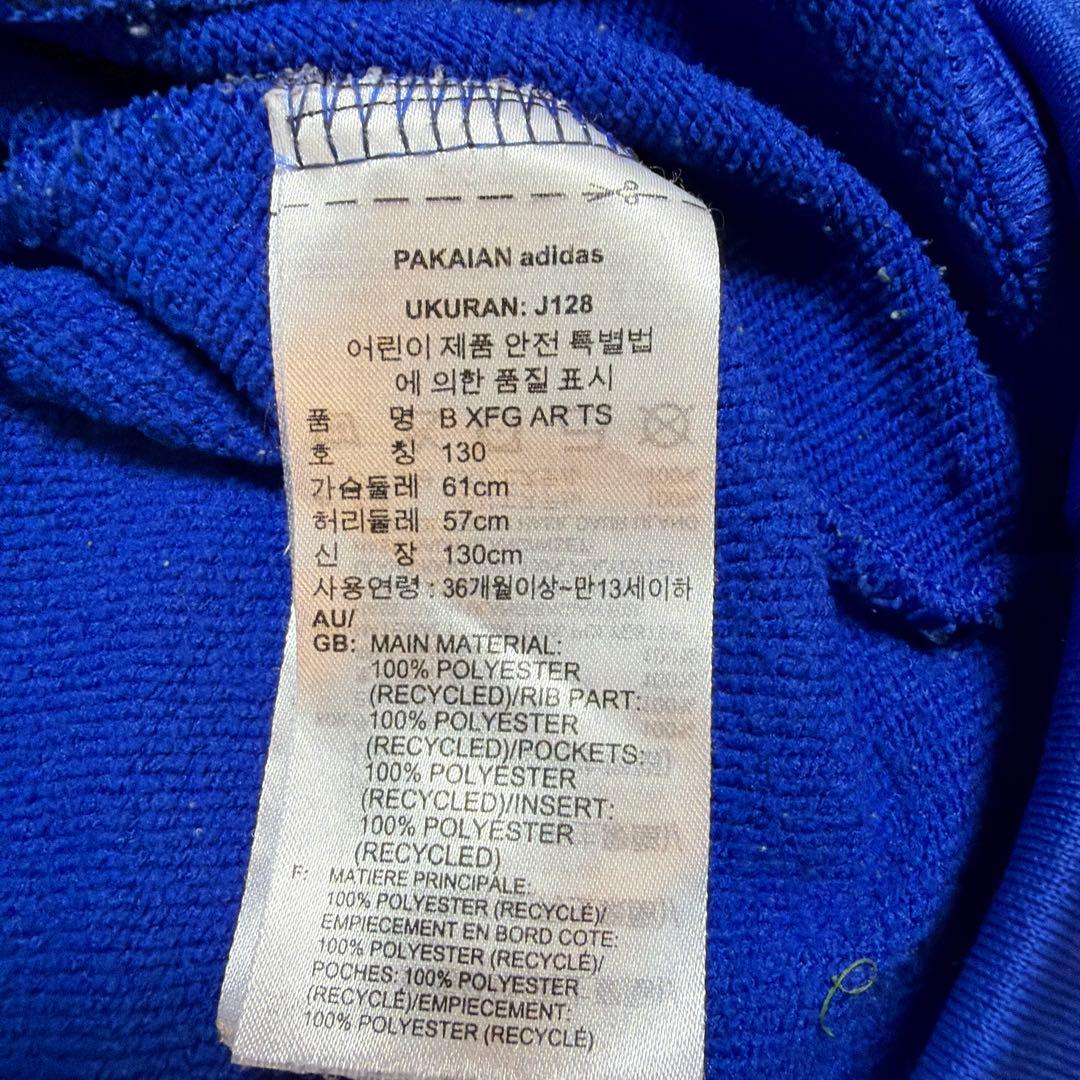 PAKAIAN adidas
UKURAN: J128
어린이 제품 안전 특별법
에 의한 품질 표시
품 명 B XFG AR TS
호 칭 130
가슴둘레 61cm
허리둘레 57cm
신 장 130cm
사용연령 : 36개월이상~만13세이하
AU/
GB: MAIN MATERIAL:
100% POLYESTER
(RECYCLED)/RIB PART:
100% POLYESTER
(RECYCLED)/POCKETS:
100% POLYESTER
(RECYCLED)/INSERT:
100% POLYESTER
(RECYCLED)
F: MATIERE PRINCIPALE:
100% POLYESTER (RECYCLÉ)/
EMPIECEMENT EN BORD COTE:
100% POLYESTER (RECYCLÉ)/
POCHES: 100% POLYESTER
(RECYCLÉ)/EMPIECEMENT:
100% POLYESTER (RECYCLÉ)